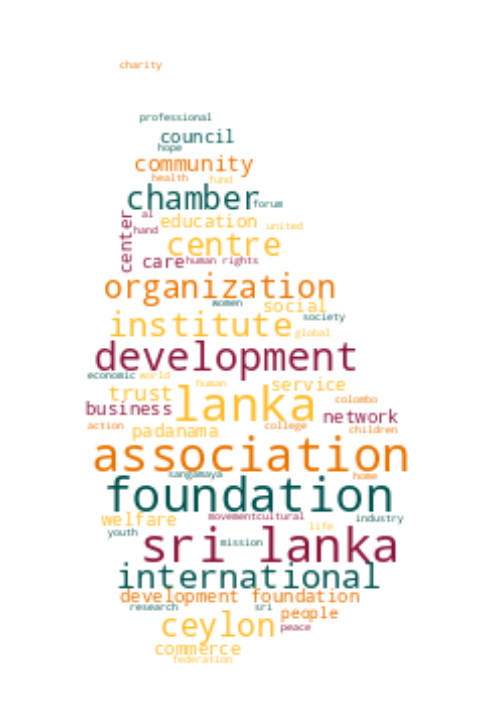 charity
professional
council
hope
community
health fund
chamber
forum
al
center
education
united
hand
centre
care
human rights
organization
women
social
society
institute
global
development
economic world
human
service
trust
lanka
colombo
business
network
action
padanama
college
children
association
sangamaya
home
foundation
welfare
movement
cultural
industry
youth
life
sri lanka
mission
international
development foundation
research
sri
people
ceylon
peace
commerce
federation